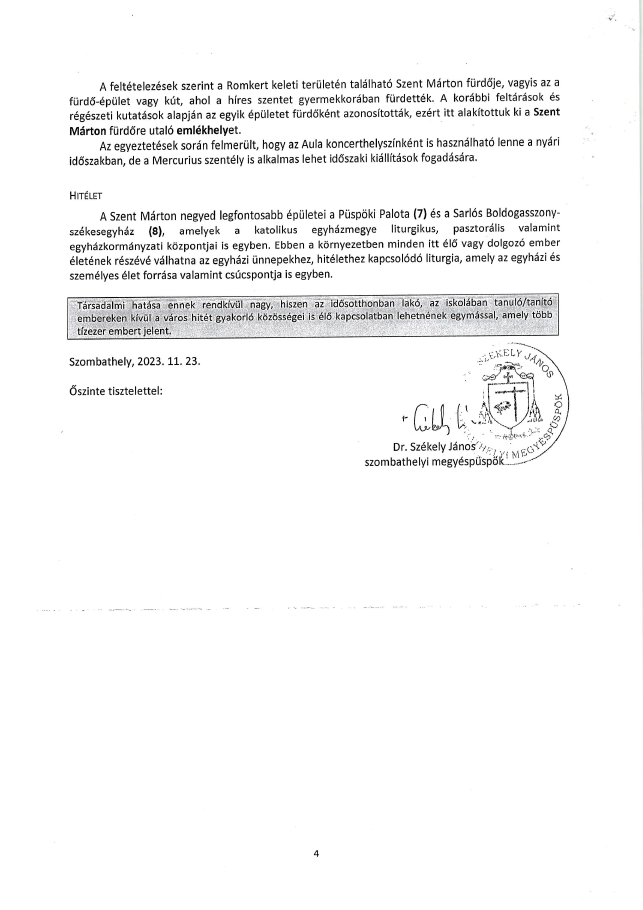 A feltételezések szerint a Romkert keleti területén található Szent Márton fürdője, vagyis az a
fürdő-épület vagy kút, ahol a híres szentet gyermekkorában fürdették. A korábbi feltárások és
régészeti kutatások alapján az egyik épületet fürdőként azonosították, ezért itt alakítottuk ki a Szent
Márton fürdőre utaló emlékhelyet.
Az egyeztetések során felmerült, hogy az Aula koncerthelyszínként is használható lenne a nyári
időszakban, de a Mercurius szentély is alkalmas lehet időszaki kiállítások fogadására.
HITÉLET
A Szent Márton negyed legfontosabb épületei a Püspöki Palota (7) és a Sarlós Boldogasszony-
székesegyház (8), amelyek a katolikus egyházmegye liturgikus, pasztorális valamint
egyházkormányzati központjai is egyben. Ebben a környezetben minden itt élő vagy dolgozó ember
életének részévé válhatna az egyházi ünnepekhez, hitélethez kapcsolódó liturgia, amely az egyházi és
személyes élet forrása valamint csúcspontja is egyben.
Társadalmi hatása ennek rendkívül nagy, hiszen az idősotthonban lakó, az iskolában tanuló/tanító
embereken kívül a város hitét gyakorló közösségei is élő kapcsolatban lehetnének egymással, amely több
tízezer embert jelent.
Szombathely, 2023. 11. 23.
Őszinte tisztelettel:
SZÉKELY JÁNOS
HELYI MEGYÉSPÜSPÖK
Dr. Székely János
szombathelyi megyéspüspök
4